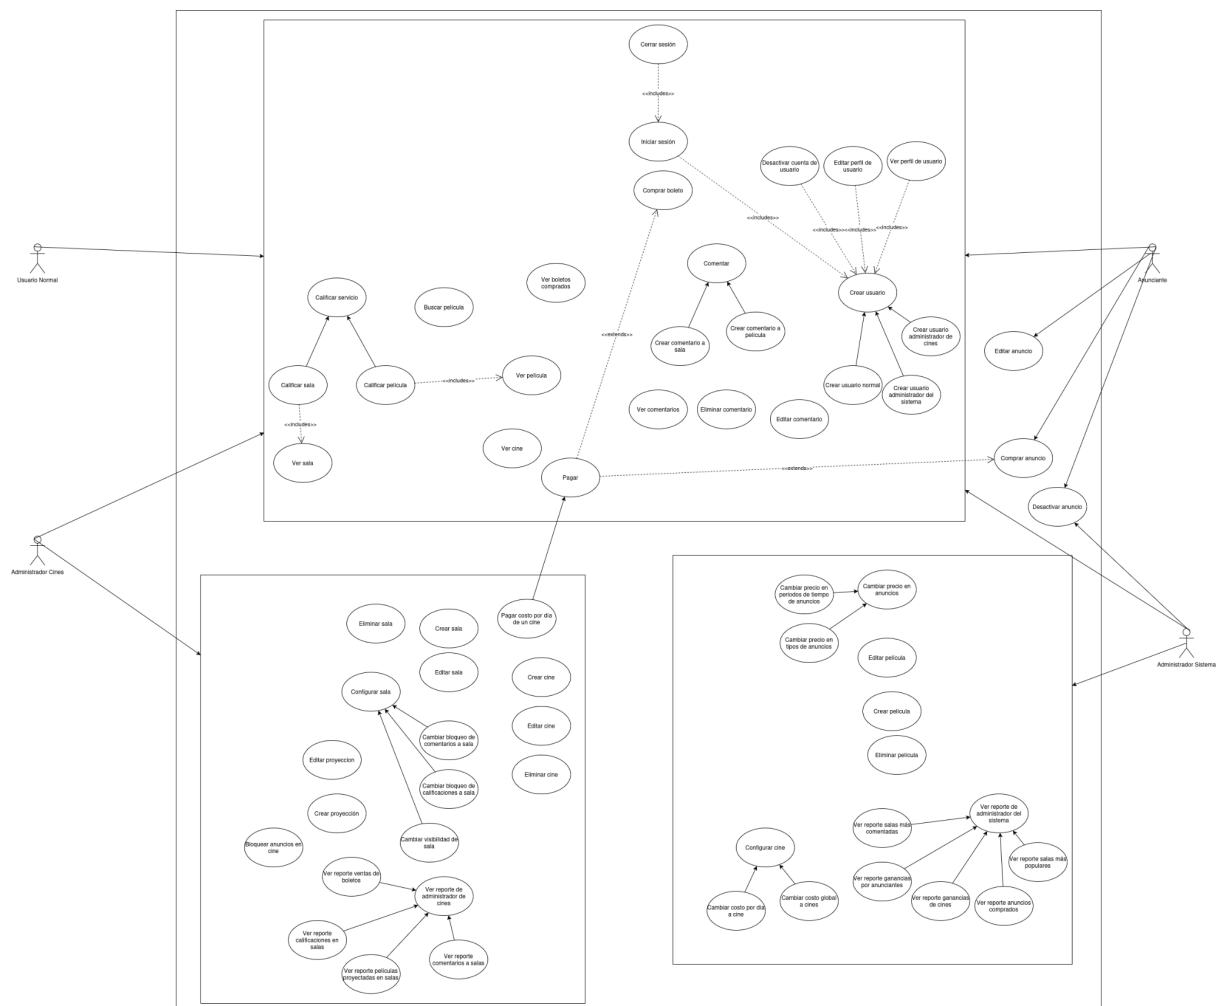 Cerrar sesión
<<includes>>
Iniciar sesión
Desactivar cuenta de
usuario
Editar perfil de
usuario
Ver perfil de usuario
Comprar boleto
<<includes>>
<<includes>>
<<includes>>
<<includes>>
Usuario Normal
Anunciante
Comentar
Ver boletos
comprados
Calificar servicio
Buscar película
Crear usuario
<<extends>>
Crear comentario a
sala
Crear comentario a
película
Crear usuario
administrador de
cines
Editar anuncio
Calificar sala
Calificar película
<<includes>>
Ver película
Crear usuario normal
Crear usuario
administrador del
sistema
<<includes>>
Ver comentarios
Eliminar comentario
Editar comentario
Ver sala
Ver cine
Pagar
<<extends>>
Comprar anuncio
Desactivar anuncio
Administrador Cines
Administrador Sistema
Eliminar sala
Crear sala
Pagar costo por día
de un cine
Editar sala
Crear cine
Configurar sala
Editar cine
Cambiar bloqueo de
comentarios a sala
Editar proyeccion
Eliminar cine
Cambiar bloqueo de
calificaciones a sala
Crear proyección
Cambiar visibilidad de
sala
Bloquear anuncios en
cine
Ver reporte ventas de
boletos
Ver reporte de
administrador de
cines
Ver reporte
calificaciones en
salas
Ver reporte
comentarios a salas
Ver reporte películas
proyectadas en salas
Cambiar precio en
periodos de tiempo
de anuncios
Cambiar precio en
anuncios
Cambiar precio en
tipos de anuncios
Editar película
Crear película
Eliminar película
Ver reporte de
administrador del
sistema
Ver reporte salas más
comentadas
Configurar cine
Ver reporte salas más
populares
Ver reporte ganancias
por anunciantes
Ver reporte ganancias
de cines
Ver reporte anuncios
comprados
Cambiar costo por día
a cine
Cambiar costo global
a cines